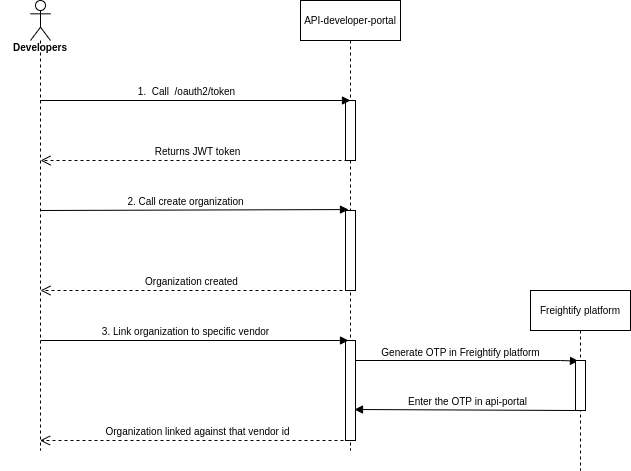 API-developer-portal
Developers
1. Call /oauth2/token
Returns JWT token
2. Call create organization
Organization created
Freightify platform
3. Link organization to specific vendor
Generate OTP in Freightify platform
Enter the OTP in api-portal
Organization linked against that vendor id